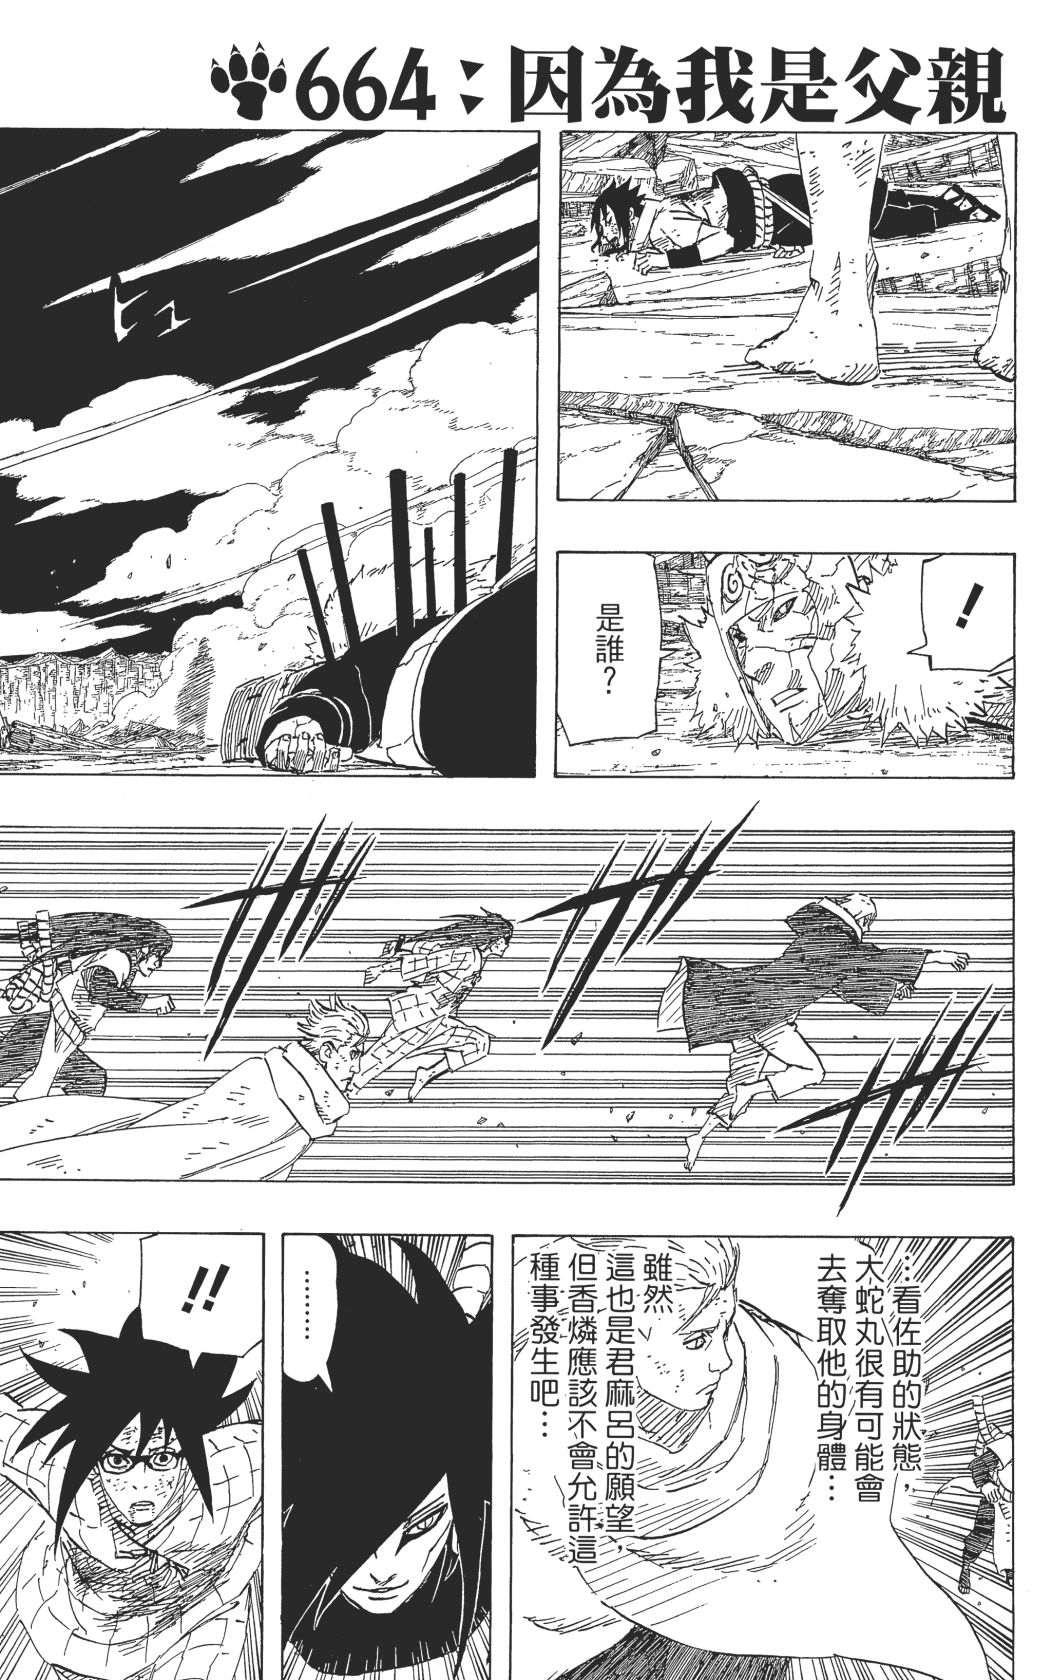 664：因為我是父親
ヒュ
！
是誰？
…看佐助的狀態，
大蛇丸很有可能會
去奪取他的身體…
雖然
這也是君麻呂的願望，
但香燐應該不會允許這
種事發生吧…
………
！！